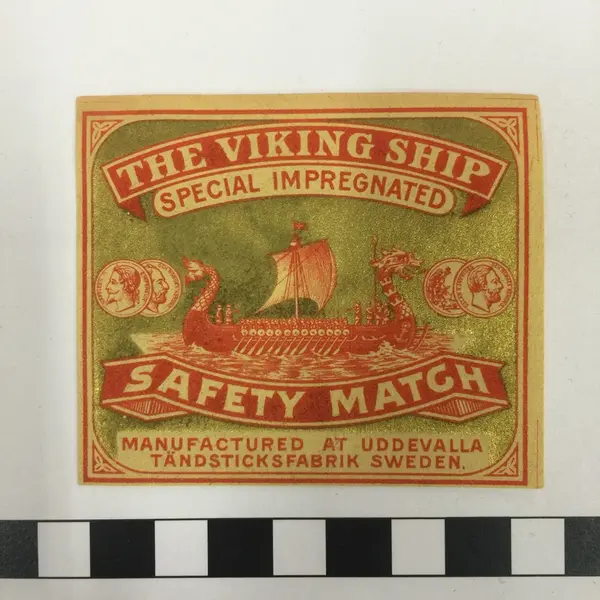 THE VIKING SHIP
SPECIAL IMPREGNATED
SAFETY MATCH
MANUFACTURED AT UDDEVALLA
TÄNDSTICKSFABRIK SWEDEN.